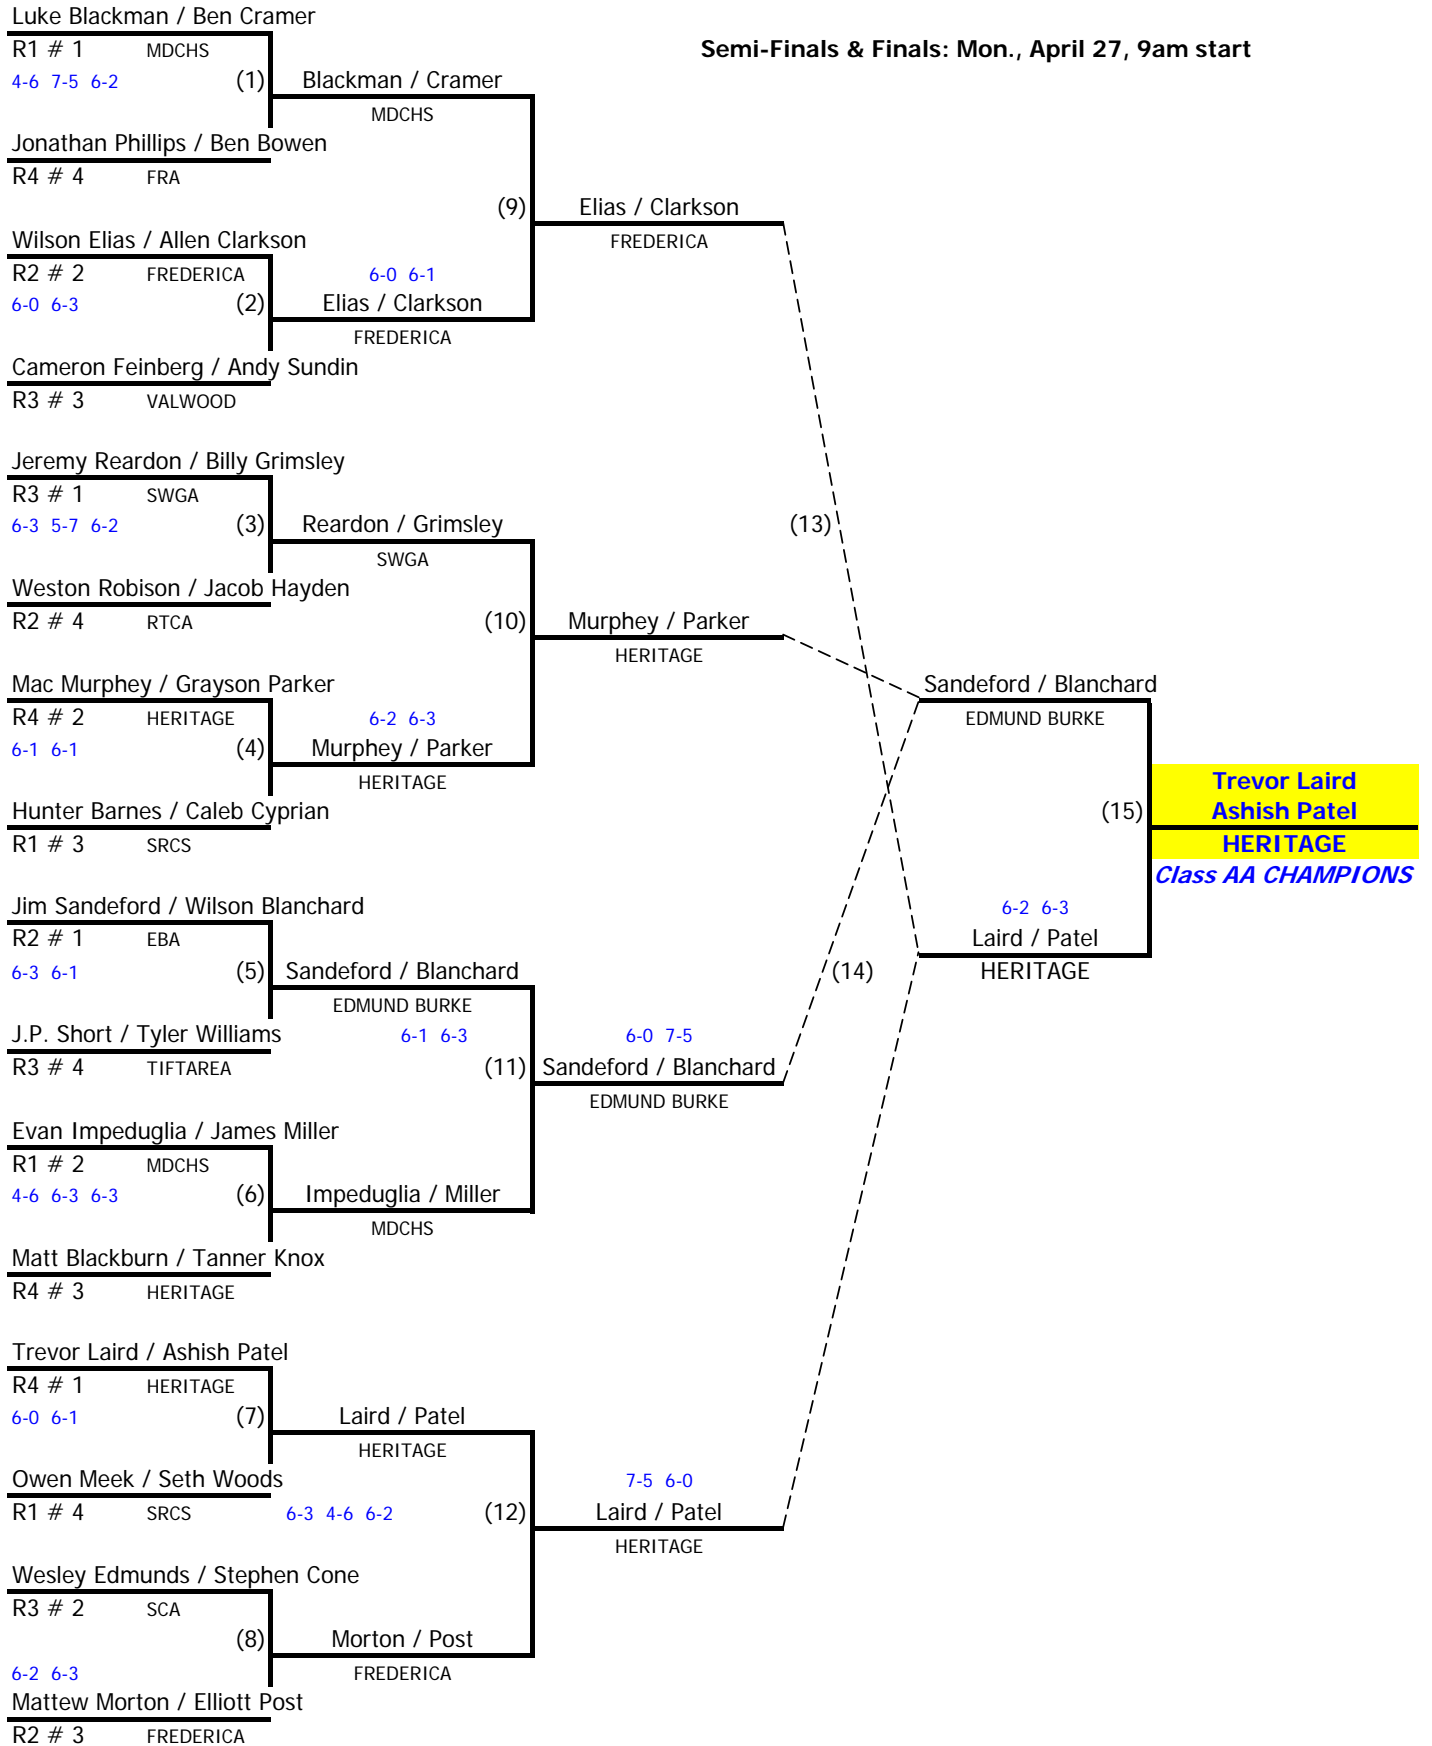 Luke Blackman / Ben Cramer
R1 # 1 MDCHS
Semi-Finals & Finals: Mon., April 27, 9am start
4-6 7-5 6-2 (1) Blackman / Cramer
MDCHS
Jonathan Phillips / Ben Bowen
R4 # 4 FRA
(9) Elias / Clarkson
FREDERICA
Wilson Elias / Allen Clarkson
R2 # 2 FREDERICA 6-0 6-1
6-0 6-3 (2) Elias / Clarkson
FREDERICA
Cameron Feinberg / Andy Sundin
R3 # 3 VALWOOD
Jeremy Reardon / Billy Grimsley
R3 # 1 SWGA
6-3 5-7 6-2 (3) Reardon / Grimsley (13)
SWGA
Weston Robison / Jacob Hayden
R2 # 4 RTCA (10) Murphey / Parker
HERITAGE
Mac Murphey / Grayson Parker Sandeford / Blanchard
R4 # 2 HERITAGE 6-2 6-3 EDMUND BURKE
6-1 6-1 (4) Murphey / Parker
HERITAGE Trevor Laird
Hunter Barnes / Caleb Cyprian (15) Ashish Patel
R1 # 3 SRCS HERITAGE
Class AA CHAMPIONS
Jim Sandeford / Wilson Blanchard 6-2 6-3
R2 # 1 EBA Laird / Patel
6-3 6-1 (5) Sandeford / Blanchard (14) HERITAGE
EDMUND BURKE
J.P. Short / Tyler Williams 6-1 6-3 6-0 7-5
R3 # 4 TIFTAREA (11) Sandeford / Blanchard
EDMUND BURKE
Evan Impeduglia / James Miller
R1 # 2 MDCHS
4-6 6-3 6-3 (6) Impeduglia / Miller
MDCHS
Matt Blackburn / Tanner Knox
R4 # 3 HERITAGE
Trevor Laird / Ashish Patel
R4 # 1 HERITAGE
6-0 6-1 (7) Laird / Patel
HERITAGE
Owen Meek / Seth Woods 7-5 6-0
R1 # 4 SRCS 6-3 4-6 6-2 (12) Laird / Patel
HERITAGE
Wesley Edmunds / Stephen Cone
R3 # 2 SCA
(8) Morton / Post
6-2 6-3 FREDERICA
Mattew Morton / Elliott Post
R2 # 3 FREDERICA